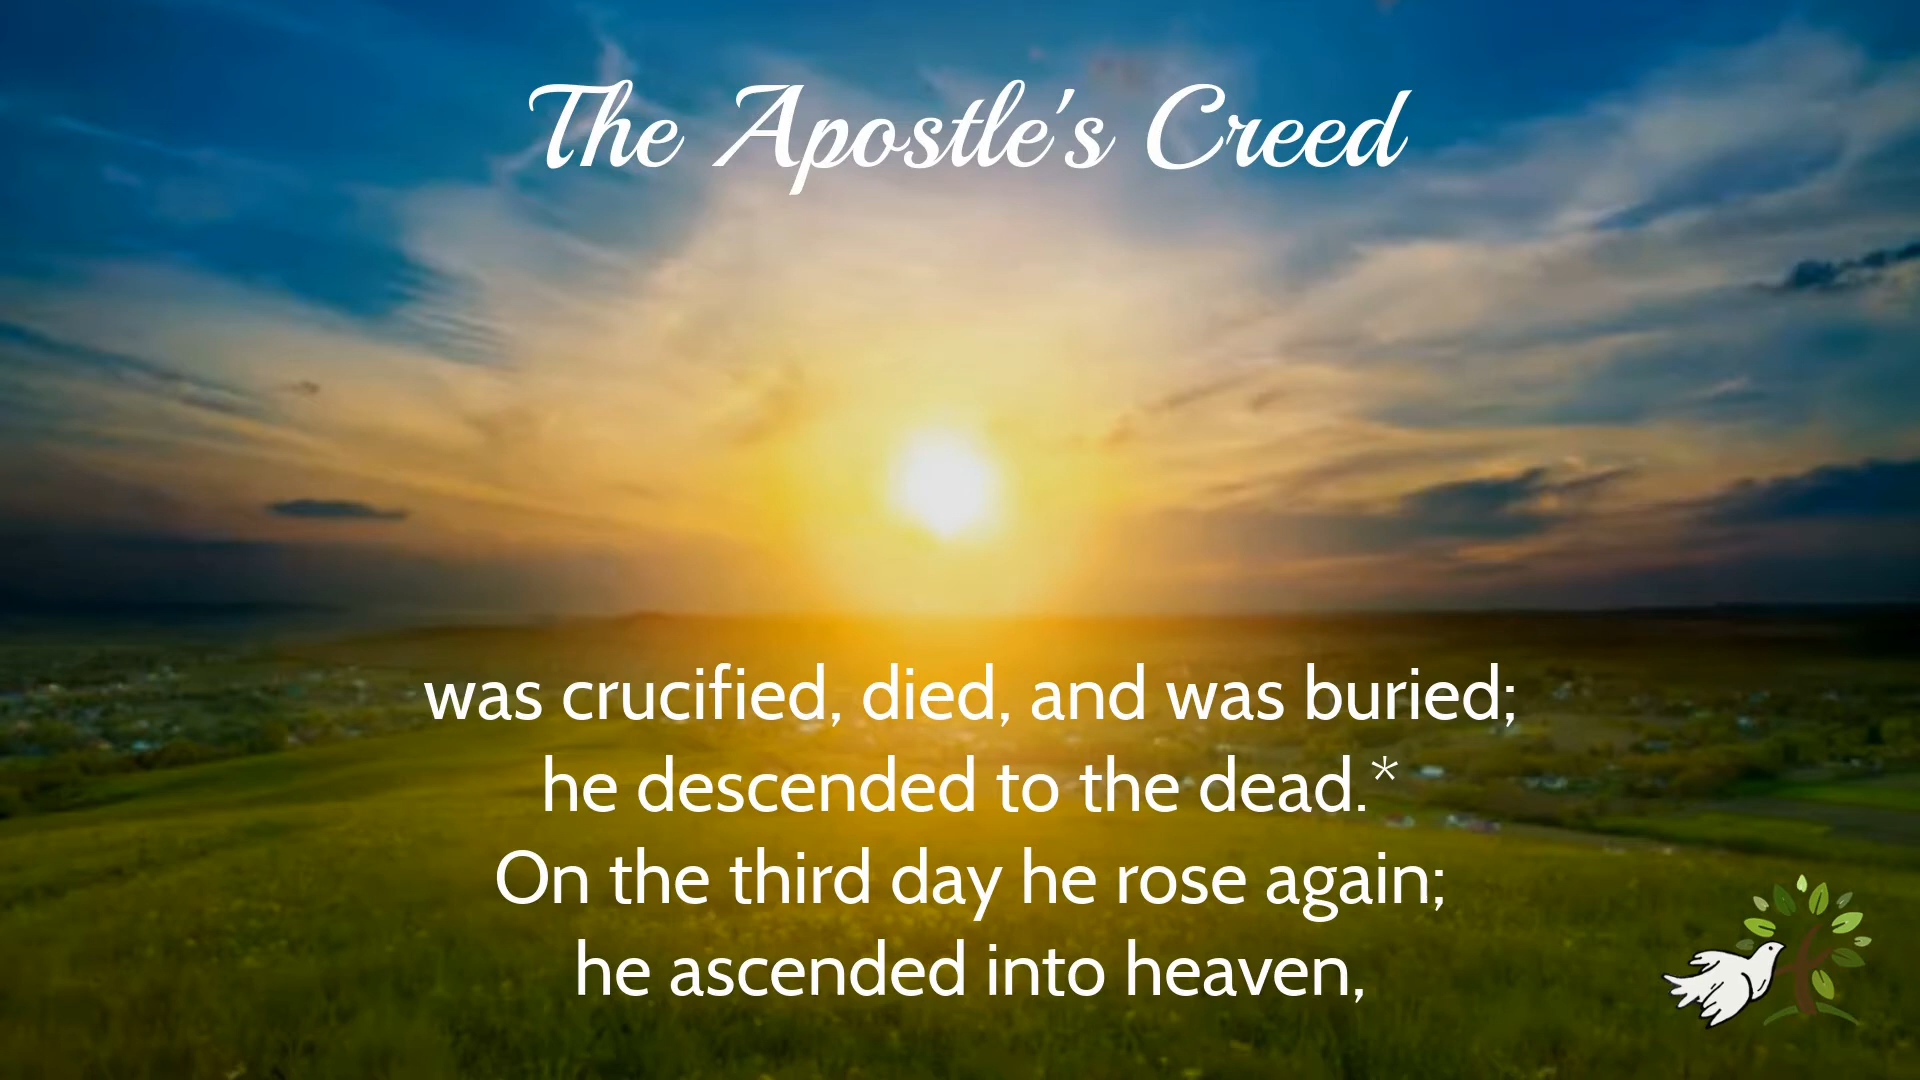 The Apostle's Creed
was crucified, died, and was buried;
he descended to the dead.*
On the third day he rose again;
he ascended into heaven,